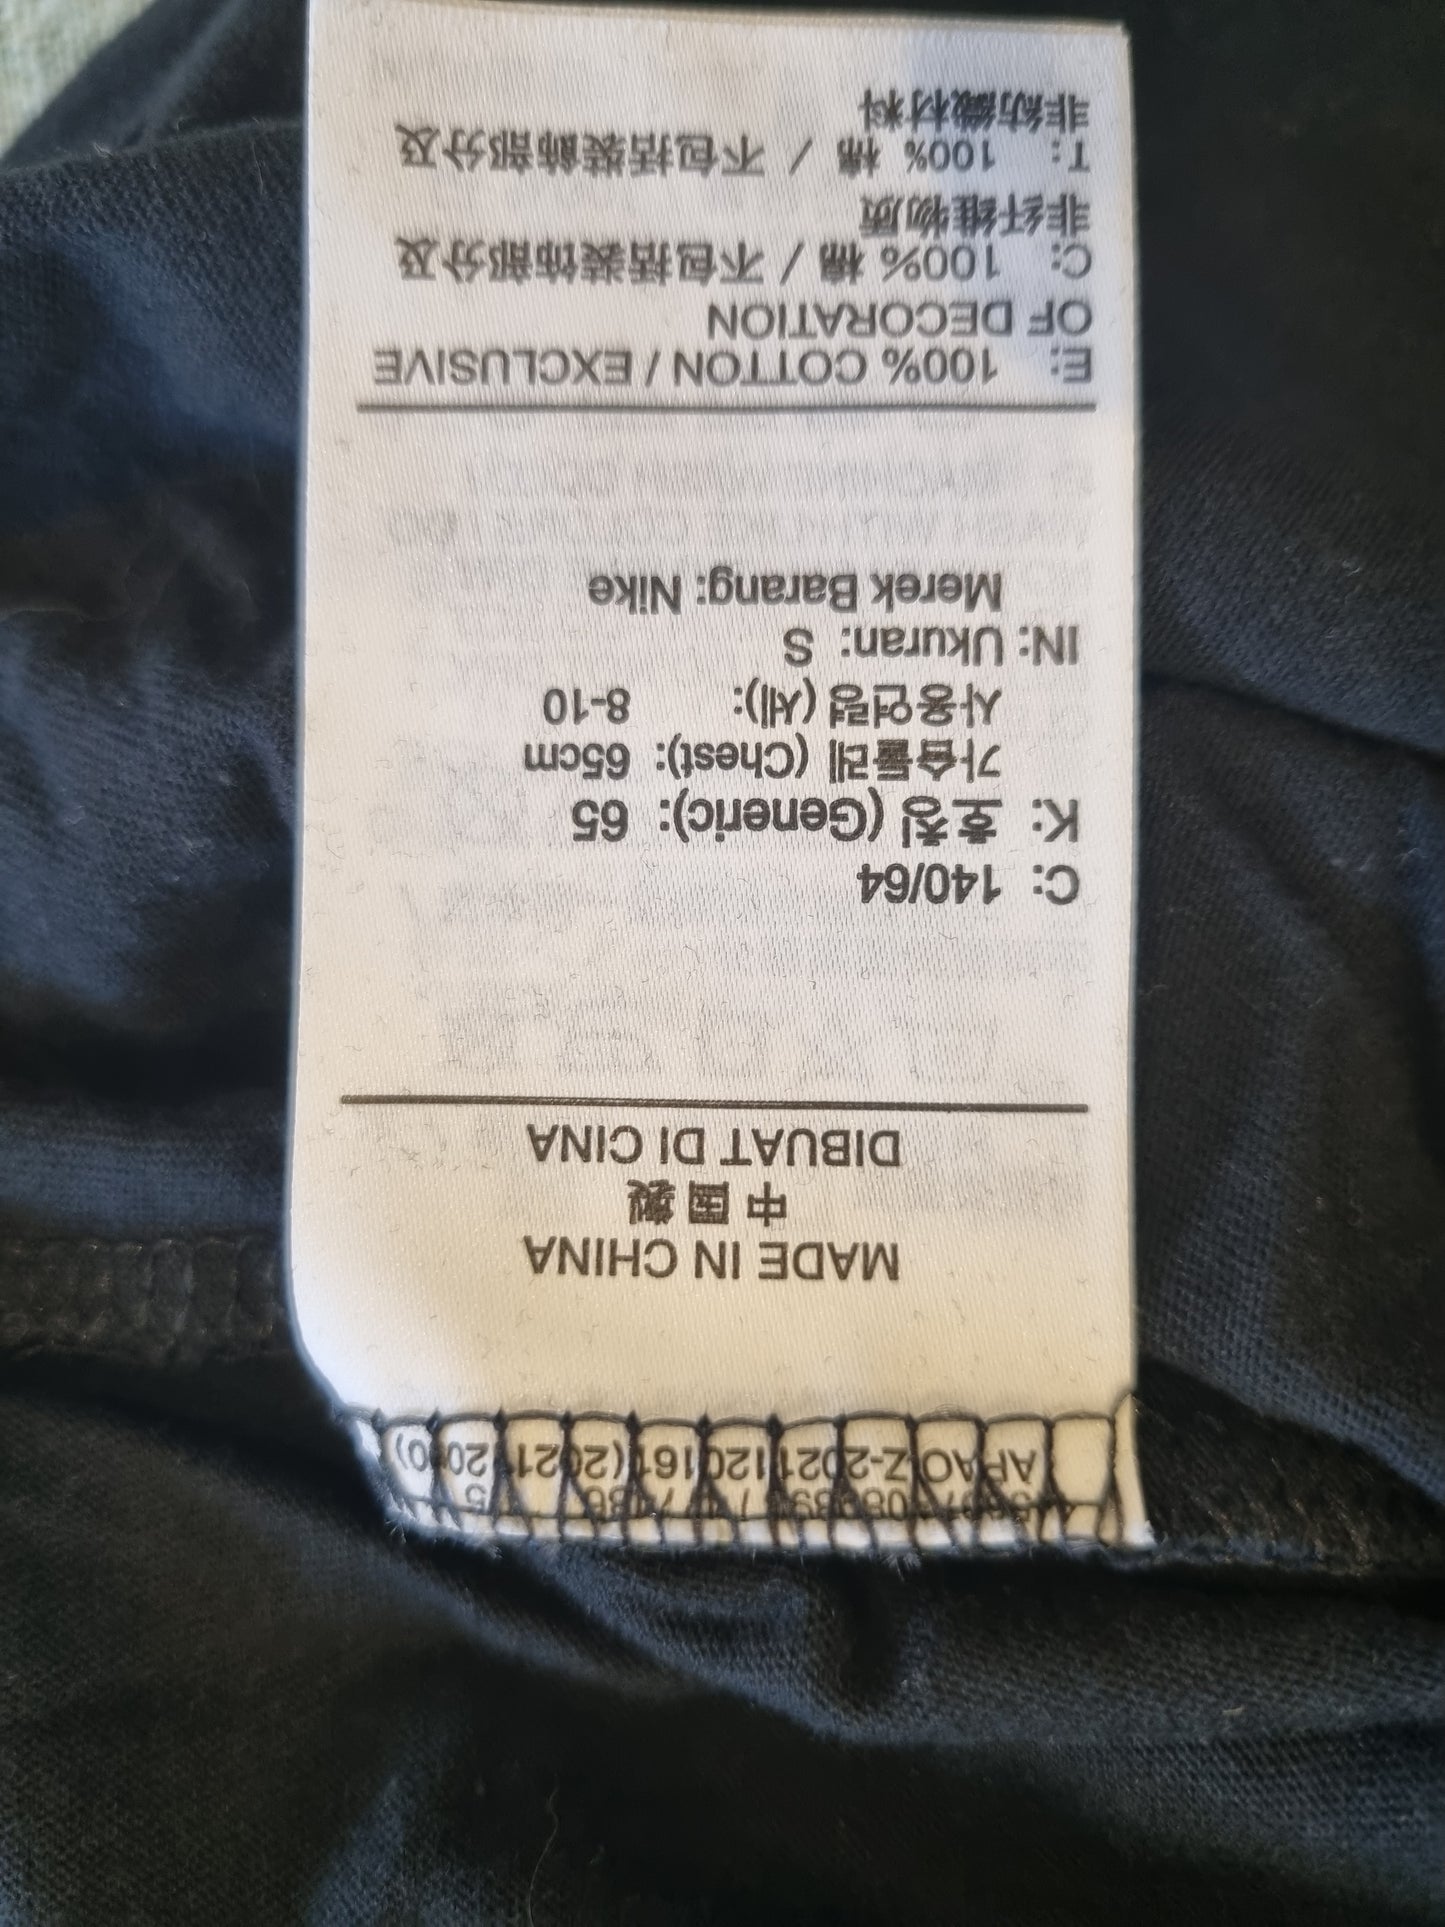 MADE IN CHINA
中国製
DIBUAT DI CINA
C: 140/64
K: 호칭 (Generic): 65
가슴둘레 (Chest): 65cm
사용연령 (세): 8-10
IN: Ukuran: S
Merek Barang: Nike
E: 100% COTTON / EXCLUSIVE
OF DECORATION
C: 100% 棉 / 不包括装饰部分及
非纤维物质
T: 100% 棉 / 不包括裝飾部分及
非紡織材料